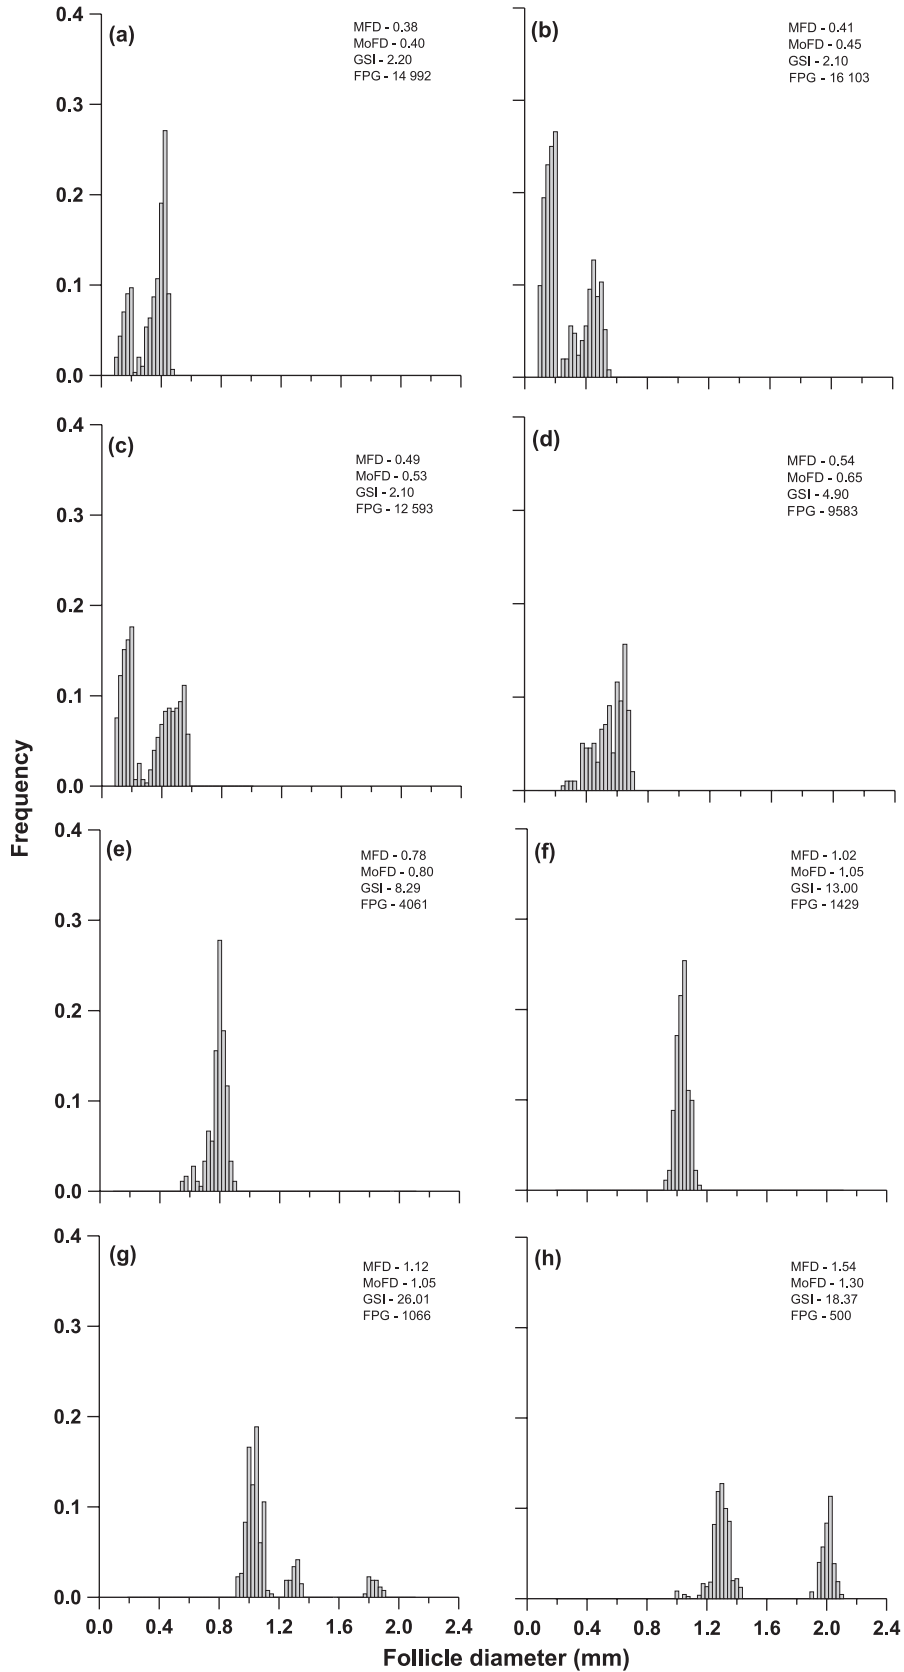 (a)
MFD - 0.38
MoFD - 0.40
GSI - 2.20
FPG - 14 992
0.4
0.3
0.2
0.1
0.0
(b)
MFD - 0.41
MoFD - 0.45
GSI - 2.10
FPG - 16 103
(c)
MFD - 0.49
MoFD - 0.53
GSI - 2.10
FPG - 12 593
0.4
0.3
0.2
0.1
0.0
(d)
MFD - 0.54
MoFD - 0.65
GSI - 4.90
FPG - 9583
Frequency
(e)
MFD - 0.78
MoFD - 0.80
GSI - 8.29
FPG - 4061
0.4
0.3
0.2
0.1
0.0
(f)
MFD - 1.02
MoFD - 1.05
GSI - 13.00
FPG - 1429
(g)
MFD - 1.12
MoFD - 1.05
GSI - 26.01
FPG - 1066
0.4
0.3
0.2
0.1
0.0
0.0 0.4 0.8 1.2 1.6 2.0 2.4
(h)
MFD - 1.54
MoFD - 1.30
GSI - 18.37
FPG - 500
0.0 0.4 0.8 1.2 1.6 2.0 2.4
Follicle diameter (mm)